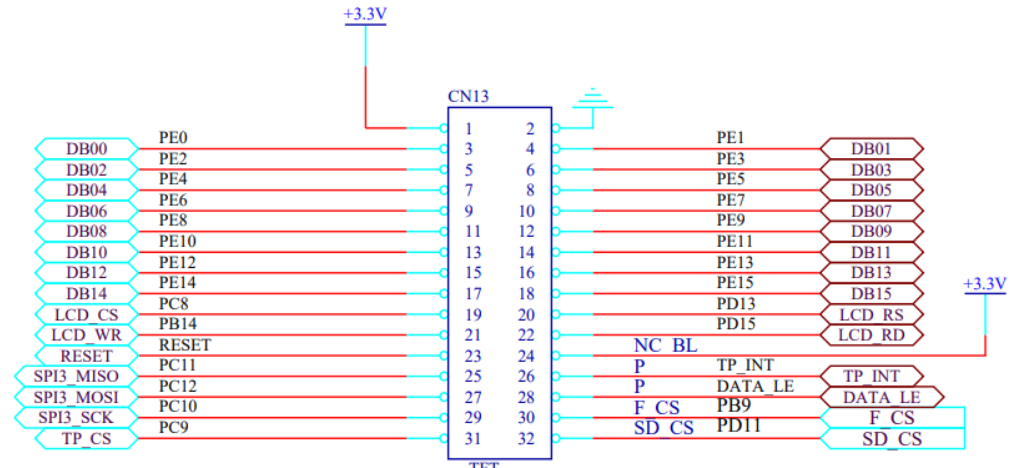 +3.3V
CN13
1 2
DB00 PE0 3 4 PE1 DB01
DB02 PE2 5 6 PE3 DB03
DB04 PE4 7 8 PE5 DB05
DB06 PE6 9 10 PE7 DB07
DB08 PE8 11 12 PE9 DB09
DB10 PE10 13 14 PE11 DB11
DB12 PE12 15 16 PE13 DB13
DB14 PE14 17 18 PE15 DB15
+3.3V
LCD_CS PC8 19 20 PD13 LCD_RS
LCD_WR PB14 21 22 PD15 LCD_RD
RESET RESET 23 24 NC_BL
SPI3_MISO PC11 25 26 P TP_INT TP_INT
SPI3_MOSI PC12 27 28 P DATA_LE DATA_LE
SPI3_SCK PC10 29 30 F_CS PB9 F_CS
TP_CS PC9 31 32 SD_CS PD11 SD_CS